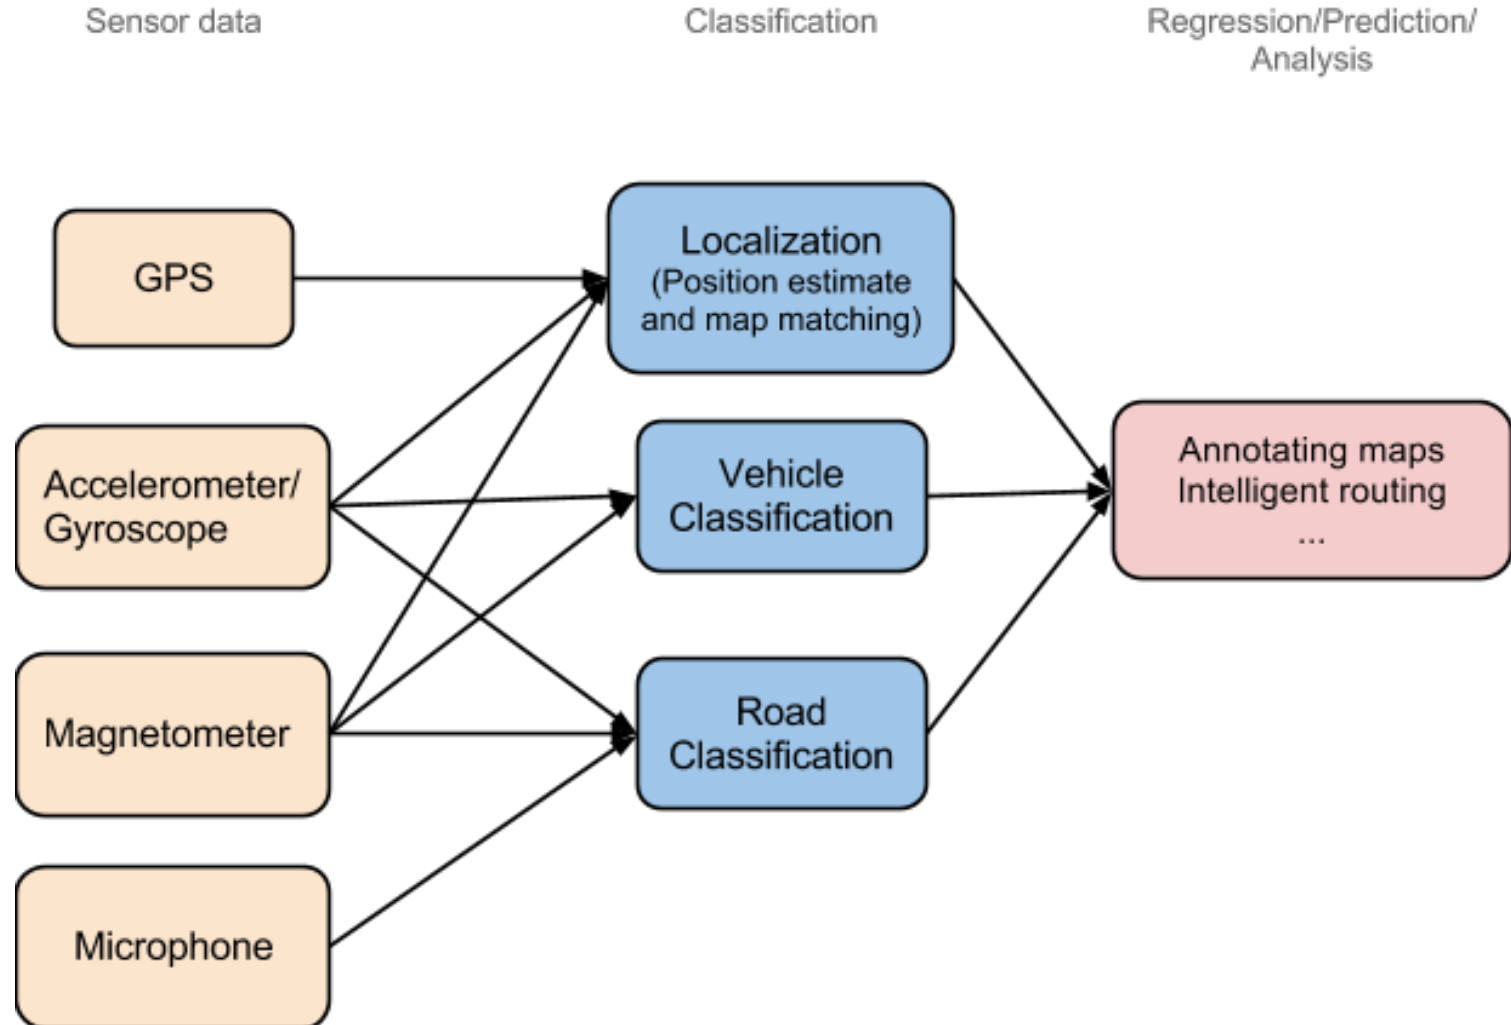 Sensor data
Classification
Regression/Prediction/
Analysis
GPS
Localization
(Position estimate
and map matching)
Accelerometer/
Gyroscope
Vehicle
Classification
Annotating maps
Intelligent routing
...
Magnetometer
Road
Classification
Microphone